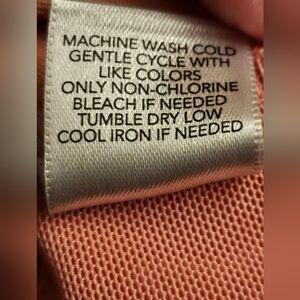 MACHINE WASH COLD
GENTLE CYCLE WITH
LIKE COLORS
ONLY NON-CHLORINE
BLEACH IF NEEDED
TUMBLE DRY LOW
COOL IRON IF NEEDED